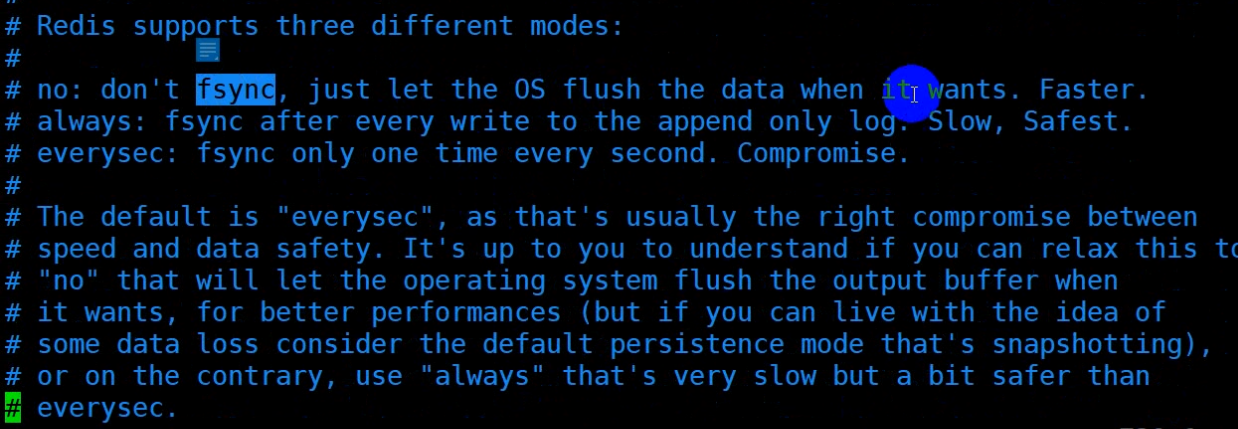 # Redis supports three different modes:
#
# no: don't fsync, just let the OS flush the data when it wants. Faster.
# always: fsync after every write to the append only log. Slow, Safest.
# everysec: fsync only one time every second. Compromise.
#
# The default is "everysec", as that's usually the right compromise between
# speed and data safety. It's up to you to understand if you can relax this to
# "no" that will let the operating system flush the output buffer when
# it wants, for better performances (but if you can live with the idea of
# some data loss consider the default persistence mode that's snapshotting),
# or on the contrary, use "always" that's very slow but a bit safer than
# everysec.